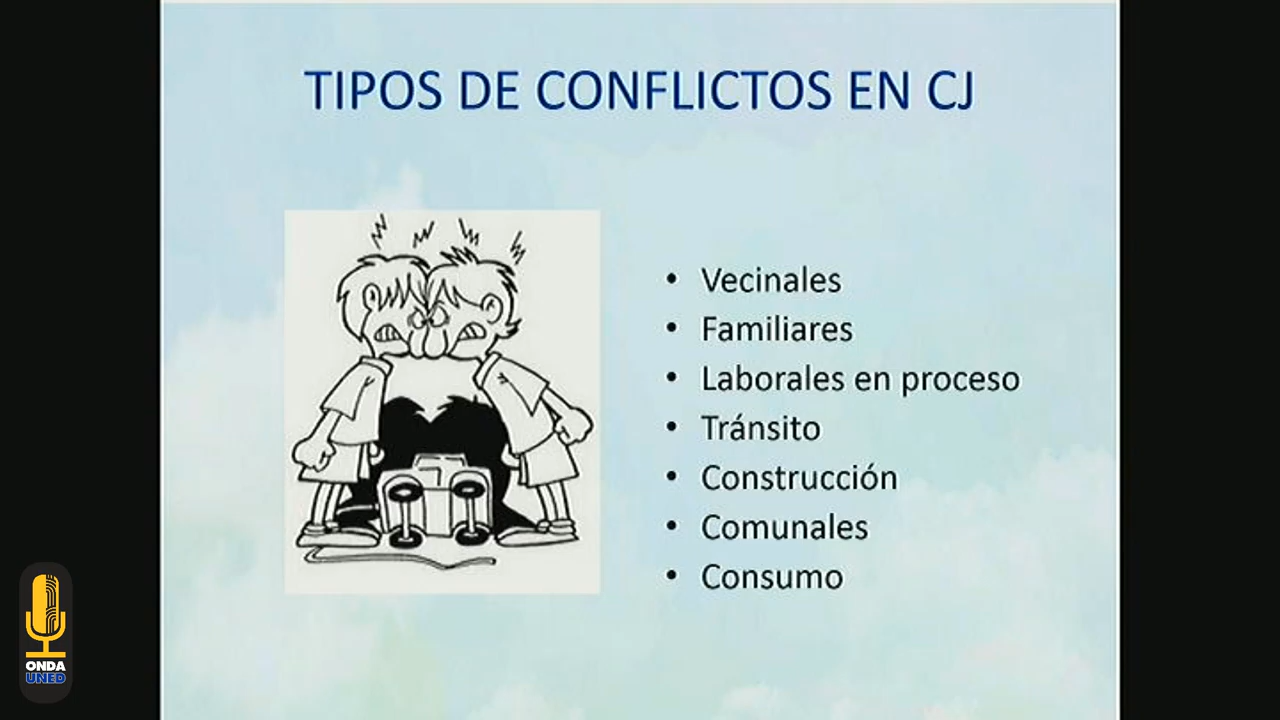 TIPOS DE CONFLICTOS EN CJ
• Vecinales
• Familiares
• Laborales en proceso
• Tránsito
• Construcción
• Comunales
• Consumo
ONDA
UNED